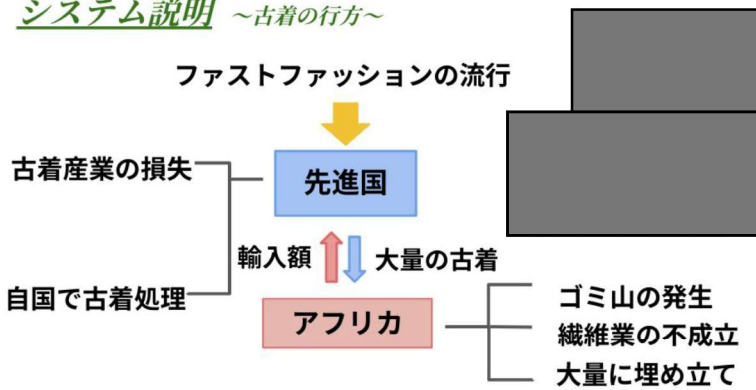 システム説明 ~古着の行方~
ファストファッションの流行
古着産業の損失
先進国
輸入額
大量の古着
自国で古着処理
アフリカ
ゴミ山の発生
繊維業の不成立
大量に埋め立て